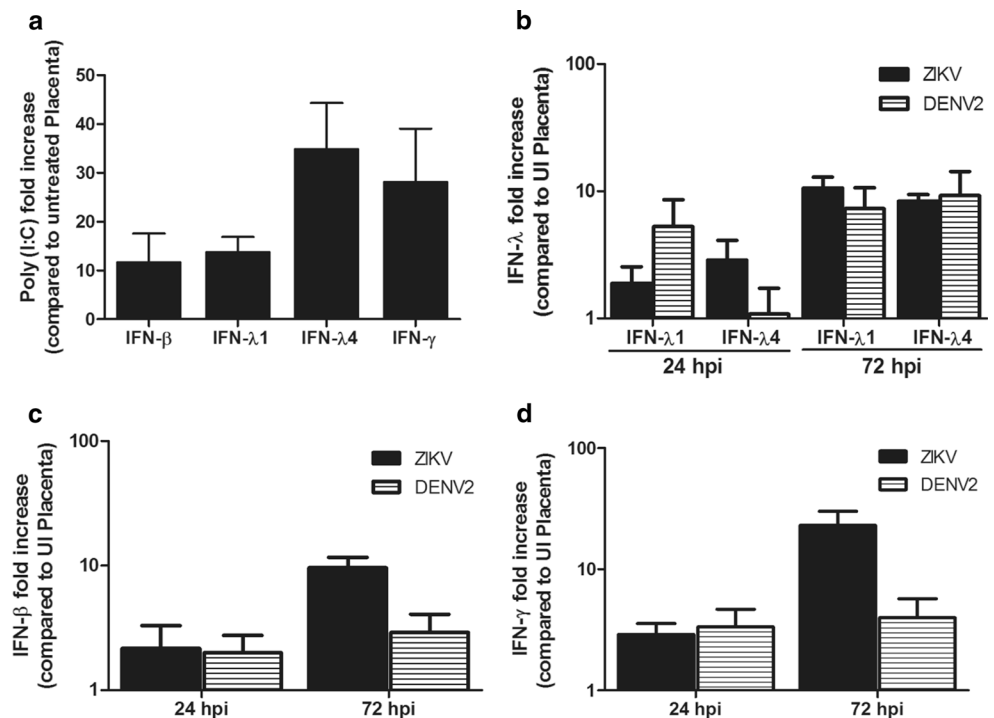 a
Poly (I:C) fold increase
(compared to untreated Placenta)
50
40
30
20
10
0
IFN-β
IFN-λ1
IFN-λ4
IFN-γ
b
IFN-λ fold increase
(compared to UI Placenta)
100
10
1
ZIKV
DENV2
IFN-λ1
IFN-λ4
IFN-λ1
IFN-λ4
24 hpi
72 hpi
c
IFN-β fold increase
(compared to UI Placenta)
100
10
1
ZIKV
DENV2
24 hpi
72 hpi
d
IFN-γ fold increase
(compared to UI Placenta)
100
10
1
ZIKV
DENV2
24 hpi
72 hpi